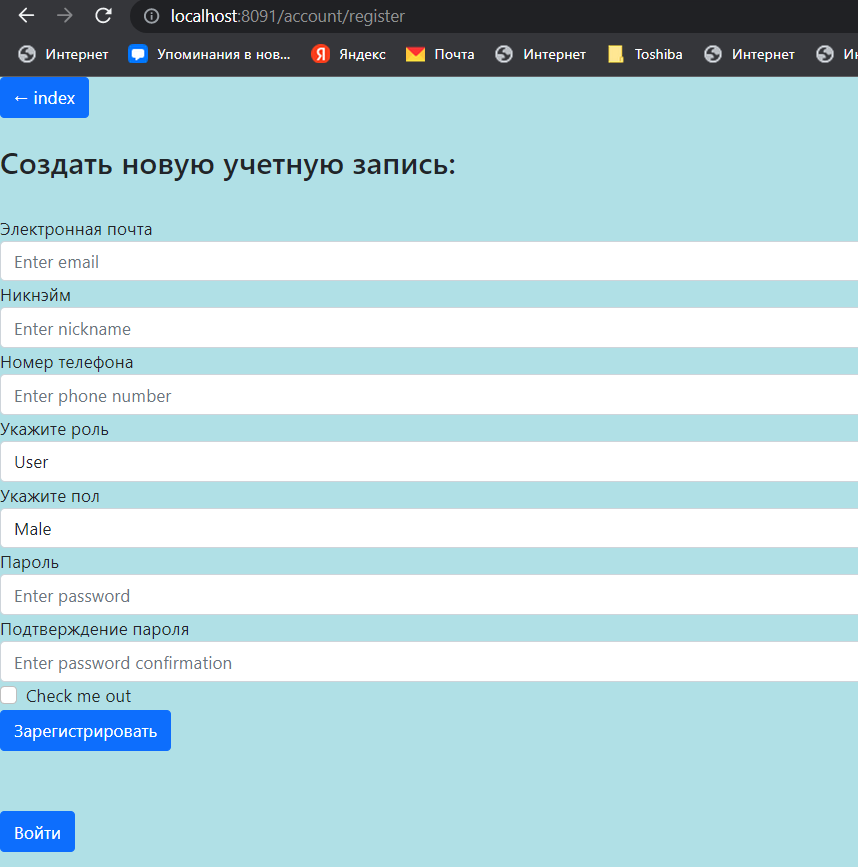 localhost:8091/account/register
Интернет Упоминания в нов... Яндекс Почта Интернет Toshiba Интернет Ин
← index
Создать новую учетную запись:
Электронная почта
Enter email
Никнэйм
Enter nickname
Номер телефона
Enter phone number
Укажите роль
User
Укажите пол
Male
Пароль
Enter password
Подтверждение пароля
Enter password confirmation
Check me out
Зарегистрировать
Войти